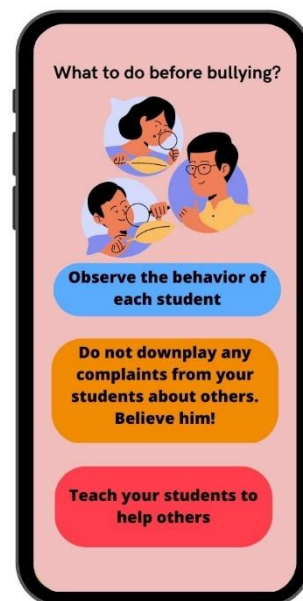 What to do before bullying?
Observe the behavior of
each student
Do not downplay any
complaints from your
students about others.
Believe him!
Teach your students to
help others